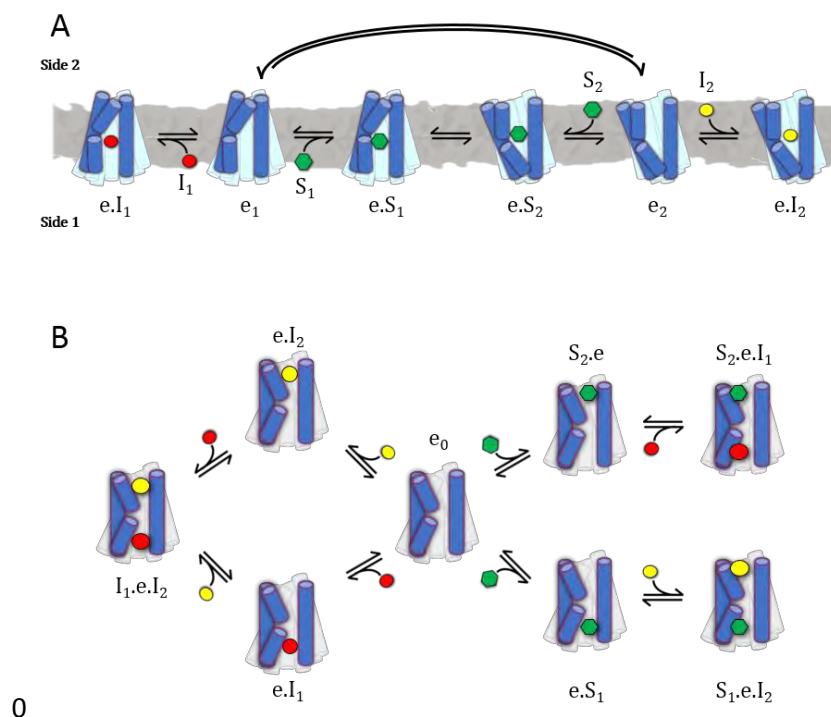 A
Side 2
S₂
I₂
I₁
S₁
e.I₁
e₁
e.S₁
e.S₂
e₂
e.I₂
Side 1
B
e.I₂
S₂.e
S₂.e.I₁
e₀
I₁.e.I₂
e.I₁
e.S₁
S₁.e.I₂
0